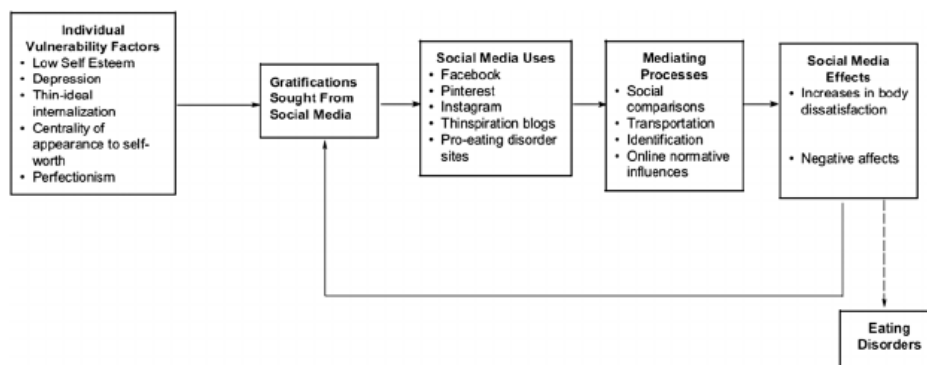 Individual
Vulnerability Factors
• Low Self Esteem
• Depression
• Thin-ideal
internalization
• Centrality of
appearance to self-
worth
• Perfectionism
Gratifications
Sought From
Social Media
Social Media Uses
• Facebook
• Pinterest
• Instagram
• Thinspiration blogs
• Pro-eating disorder
sites
Mediating
Processes
• Social
comparisons
• Transportation
• Identification
• Online normative
influences
Social Media
Effects
• Increases in body
dissatisfaction
• Negative affects
Eating
Disorders